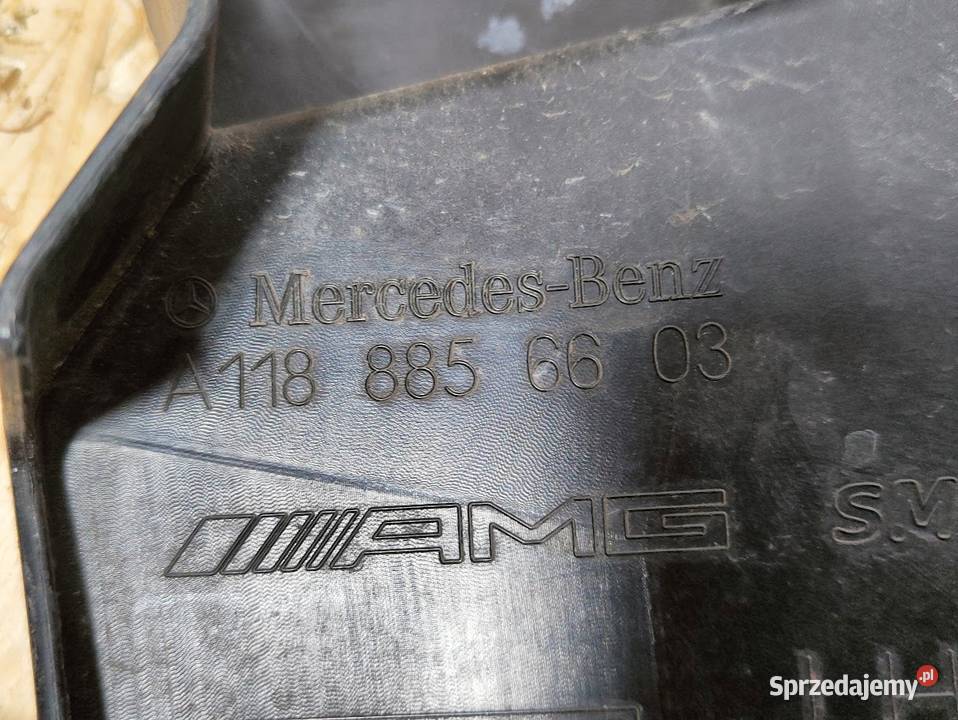 Mercedes-Benz
A118 885 66 03
AMG
S.M
Sprzedajemy.pl